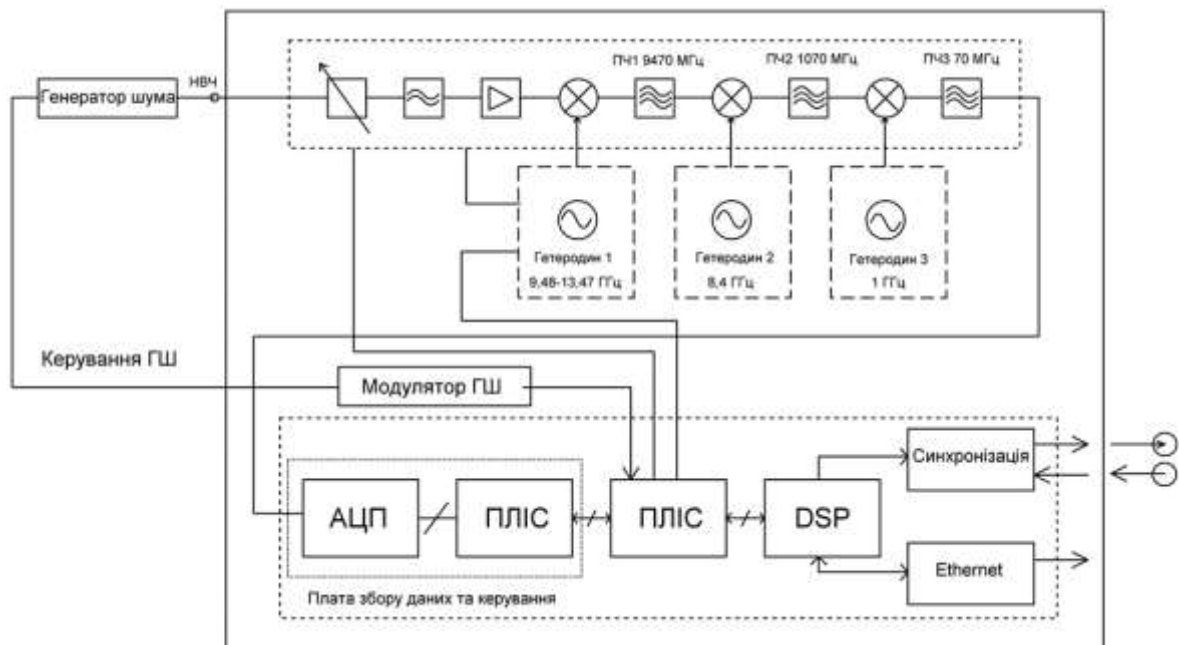 ПЧ1 9470 МГц
ПЧ2 1070 МГц
ПЧ3 70 МГц
НВЧ
Генератор шума
Гетеродин 1
9,48-13,47 ГГц
Гетеродин 2
8,4 ГГц
Гетеродин 3
1 ГГц
Керування ГШ
Модулятор ГШ
Синхронізація
АЦП
ПЛІС
ПЛІС
DSP
Ethernet
Плата збору даних та керування